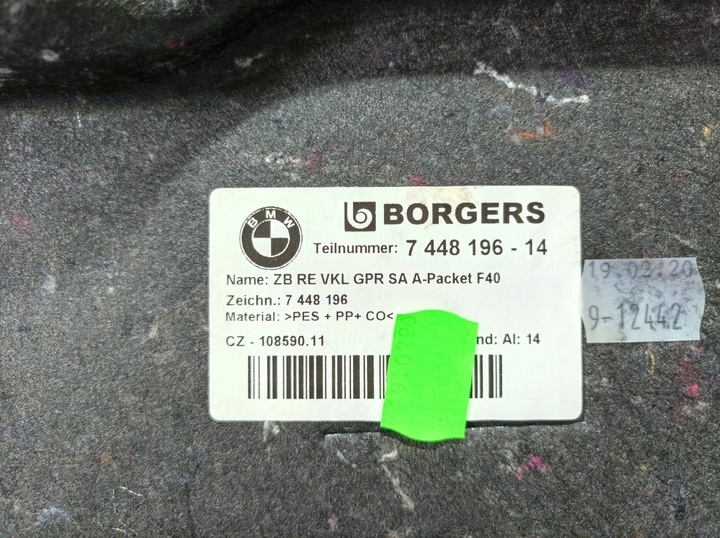 BMW
BORGERS
Teilnummer: 7 448 196 - 14
Name: ZB RE VKL GPR SA A-Packet F40
Zeichn.: 7 448 196
Material: >PES + PP+ CO<
CZ - 108590.11
nd: AI: 14
19.02.20
9-12442